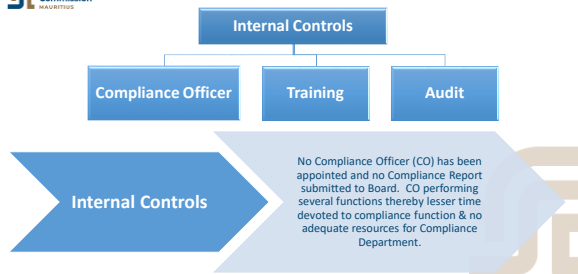 Commission
MAURITIUS
Internal Controls
Compliance Officer
Training
Audit
Internal Controls
No Compliance Officer (CO) has been
appointed and no Compliance Report
submitted to Board. CO performing
several functions thereby lesser time
devoted to compliance function & no
adequate resources for Compliance
Department.